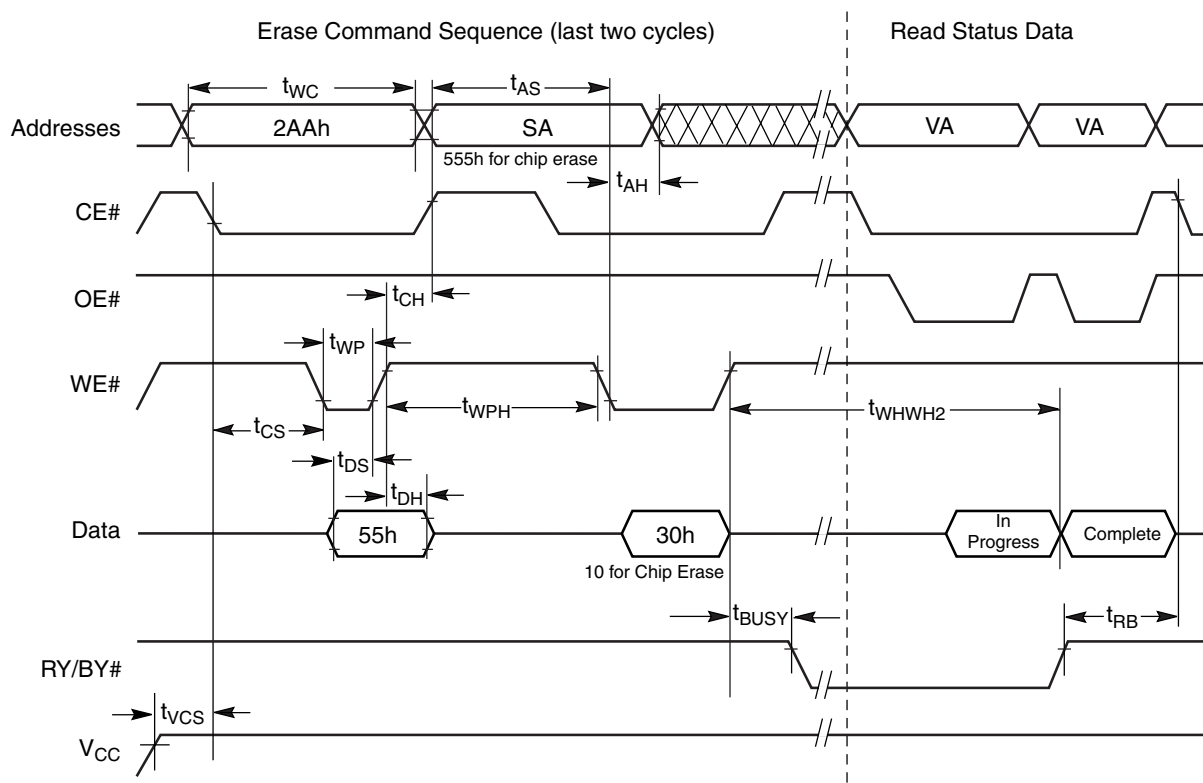 Erase Command Sequence (last two cycles)
Read Status Data
tWC
tAS
Addresses
2AAh
SA
VA
VA
555h for chip erase
tAH
CE#
OE#
tCH
tWP
WE#
tWPH
tWHWH2
tCS
tDS
tDH
Data
55h
30h
In
Progress
Complete
10 for Chip Erase
tBUSY
tRB
RY/BY#
tVCS
VCC